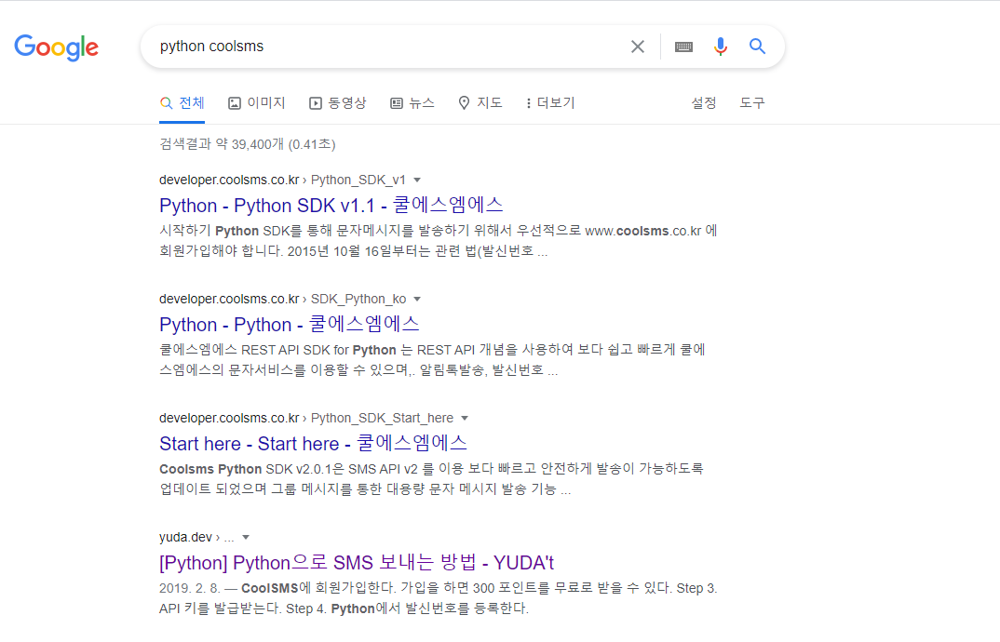 Google
python coolsms
전체 이미지 동영상 뉴스 지도 더보기 설정 도구
검색결과 약 39,400개 (0.41초)
developer.coolsms.co.kr › Python_SDK_v1
Python - Python SDK v1.1 - 쿨에스엠에스
시작하기 Python SDK를 통해 문자메시지를 발송하기 위해서 우선적으로 www.coolsms.co.kr 에
회원가입해야 합니다. 2015년 10월 16일부터는 관련 법(발신번호 ...
developer.coolsms.co.kr › SDK_Python_ko
Python - Python - 쿨에스엠에스
쿨에스엠에스 REST API SDK for Python 는 REST API 개념을 사용하여 보다 쉽고 빠르게 쿨에
스엠에스의 문자서비스를 이용할 수 있으며,. 알림톡발송, 발신번호 ...
developer.coolsms.co.kr › Python_SDK_Start_here
Start here - Start here - 쿨에스엠에스
Coolsms Python SDK v2.0.1은 SMS API v2 를 이용 보다 빠르고 안전하게 발송이 가능하도록
업데이트 되었으며 그룹 메시지를 통한 대용량 문자 메시지 발송 기능 ...
yuda.dev › ...
[Python] Python으로 SMS 보내는 방법 - YUDA't
2019. 2. 8. — CoolSMS에 회원가입한다. 가입을 하면 300 포인트를 무료로 받을 수 있다. Step 3.
API 키를 발급받는다. Step 4. Python에서 발신번호를 등록한다.